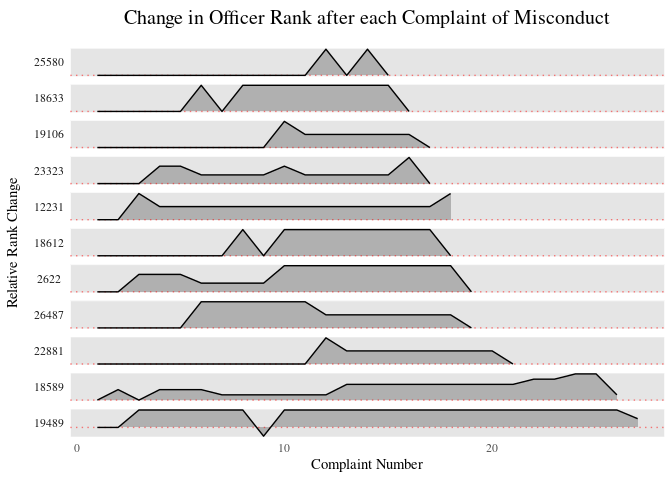 Change in Officer Rank after each Complaint of Misconduct
Relative Rank Change
25580
18633
19106
23323
12231
18612
2622
26487
22881
18589
19489
0 10 20
Complaint Number